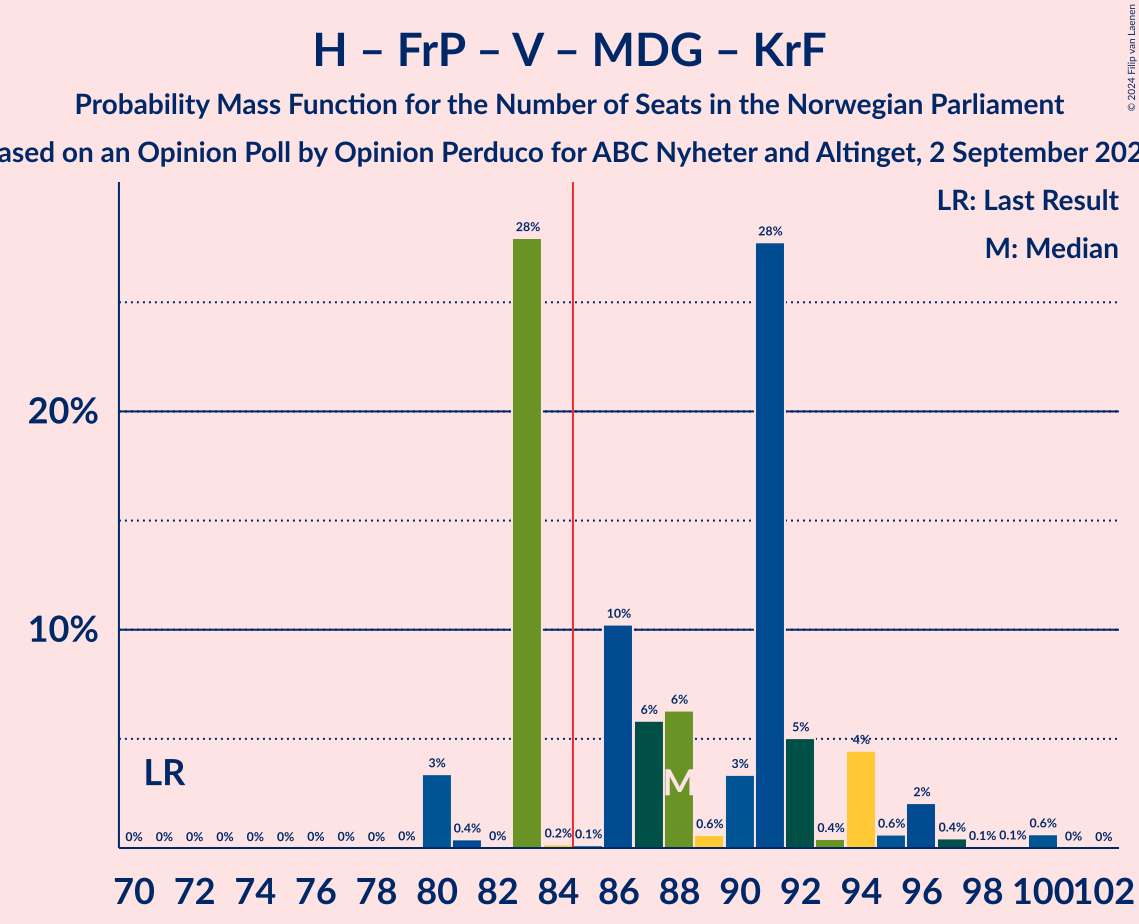 H – FrP – V – MDG – KrF
Probability Mass Function for the Number of Seats in the Norwegian Parliament
ased on an Opinion Poll by Opinion Perduco for ABC Nyheter and Altinget, 2 September 202
© 2024 Filip van Laenen
LR: Last Result
M: Median
28% 28%
20%
10%
10%
6% 6%
5%
4%
3% 3%
2%
LR M
0% 0% 0% 0% 0% 0% 0% 0% 0% 0% 0.4% 0% 0.2% 0.1% 0.6% 0.4% 0.6% 0.4% 0.1% 0.1% 0.6% 0% 0%
70 72 74 76 78 80 82 84 86 88 90 92 94 96 98 100 102